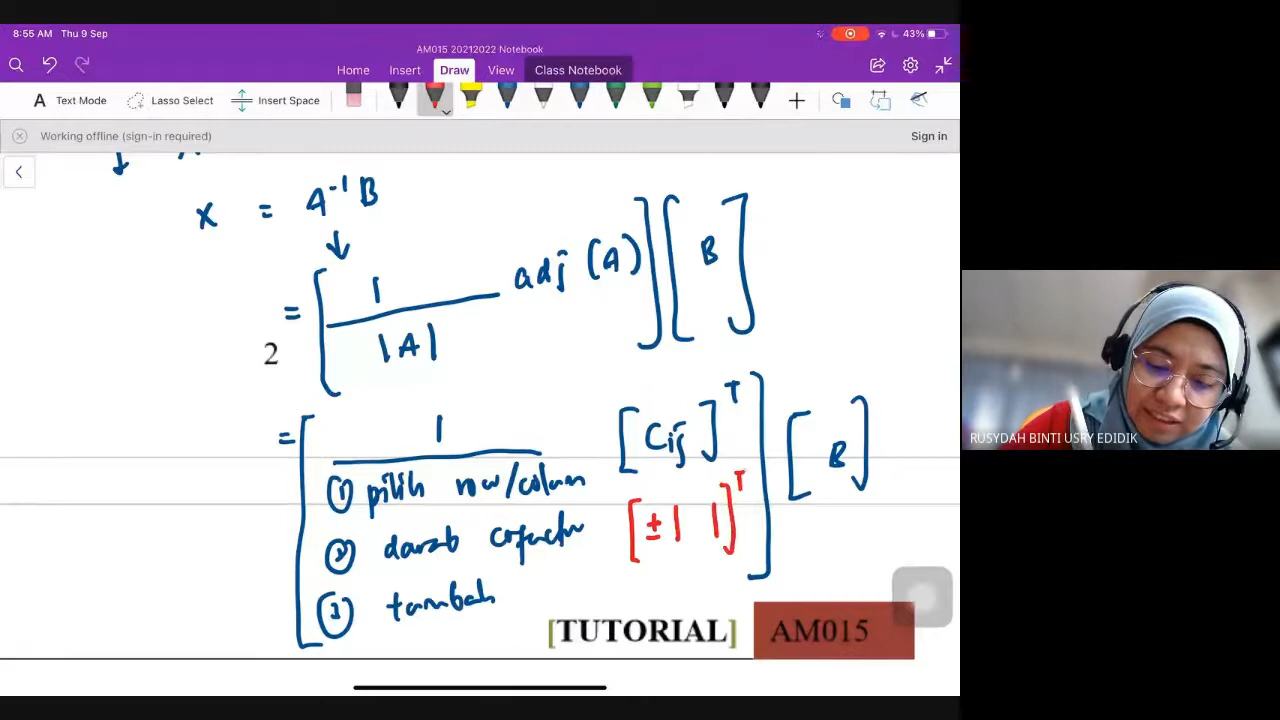 8:55 AM Thu 9 Sep
43%
AM015 20212022 Notebook
Home Insert Draw View Class Notebook
A Text Mode Lasso Select Insert Space
Working offline (sign-in required) Sign in
x = A⁻¹B
= [ 1 / |A| adj (A) ] [ B ]
2
= [ 1 [Cij]ᵀ ] [ B ]
① pilih row/column
[± | |]ᵀ
② darab cofactor
③ tambah
[TUTORIAL] AM015
RUSYDAH BINTI USRY EDIDIK